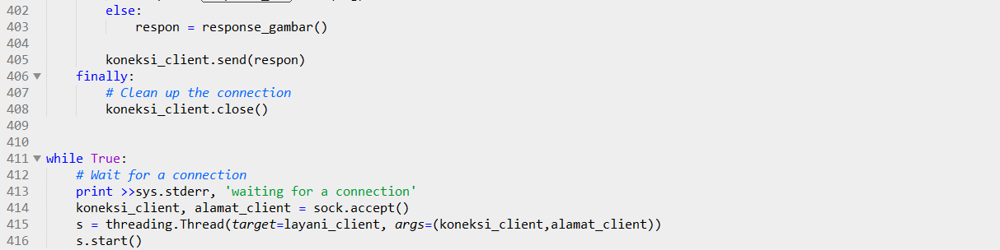 402 else:
403 respon = response_gambar()
404
405 koneksi_client.send(respon)
406 finally:
407 # Clean up the connection
408 koneksi_client.close()
409
410
411 while True:
412 # Wait for a connection
413 print >>sys.stderr, 'waiting for a connection'
414 koneksi_client, alamat_client = sock.accept()
415 s = threading.Thread(target=layani_client, args=(koneksi_client,alamat_client))
416 s.start()